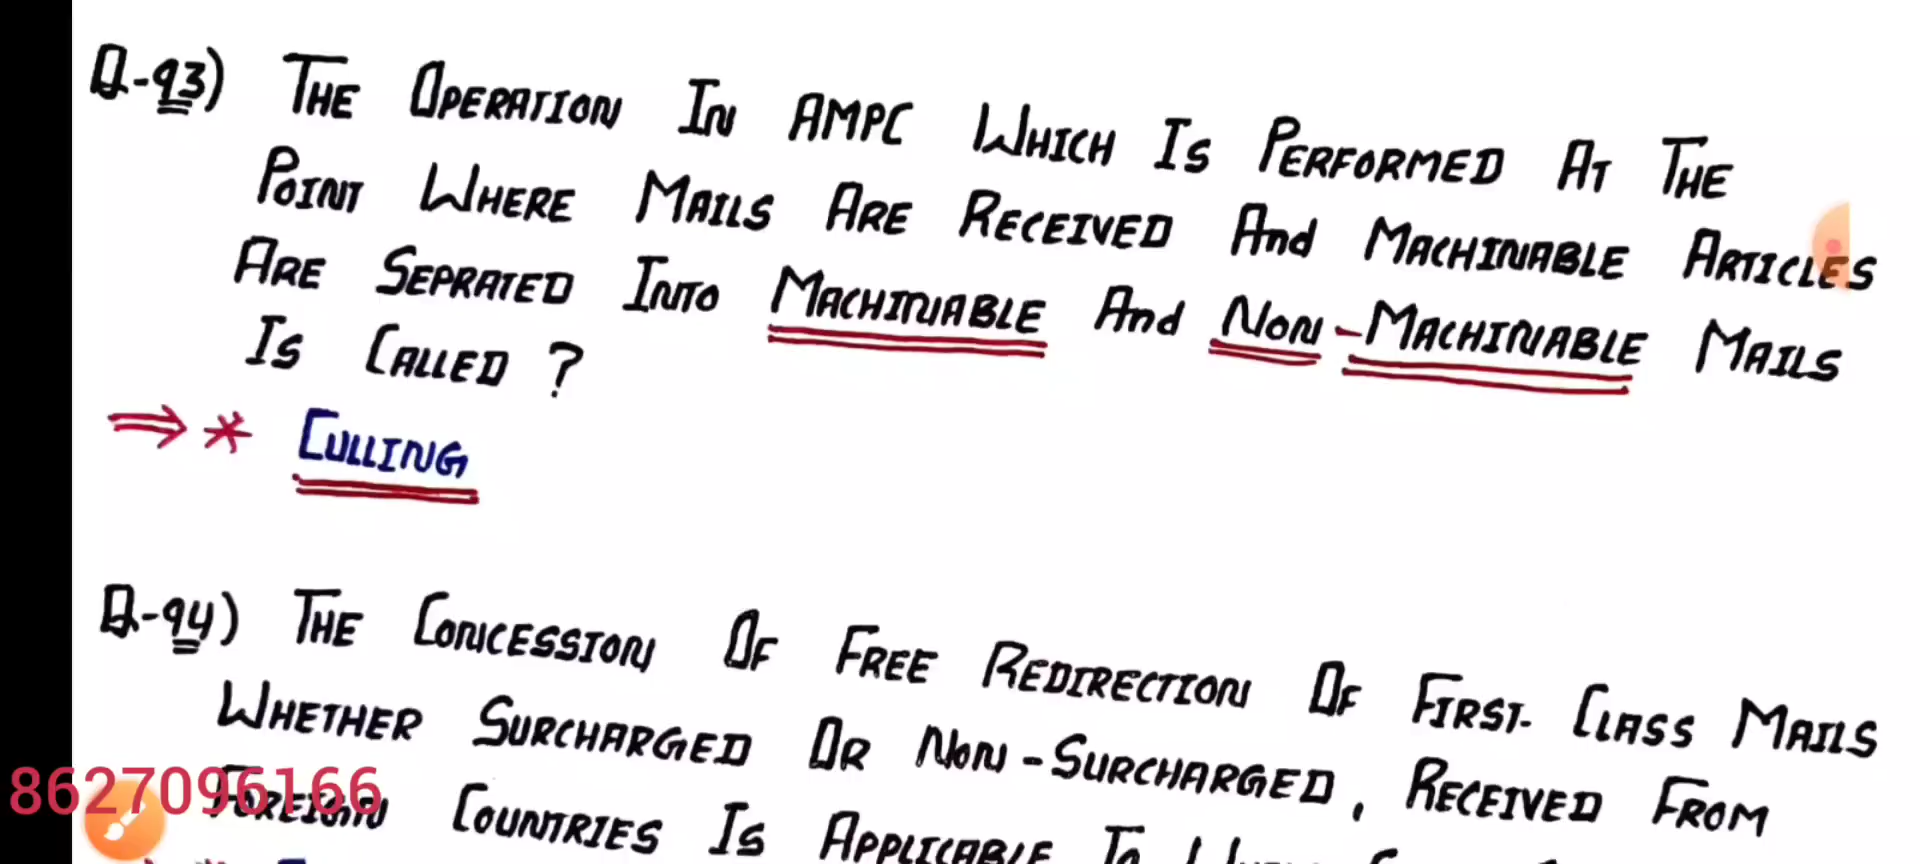 Q-93) THE OPERATION IN AMPC WHICH IS PERFORMED AT THE
POINT WHERE MAILS ARE RECEIVED And MACHINABLE ARTICLES
ARE SEPRATED INTO MACHINABLE And NON-MACHINABLE MAILS
IS CALLED ?
⇒ * CULLING
Q-94) THE CONCESSION OF FREE REDIRECTION OF FIRST- CLASS MAILS
WHETHER SURCHARGED OR NON-SURCHARGED, RECEIVED FROM
FOREIGN COUNTRIES IS APPLICABLE TO
8627096166